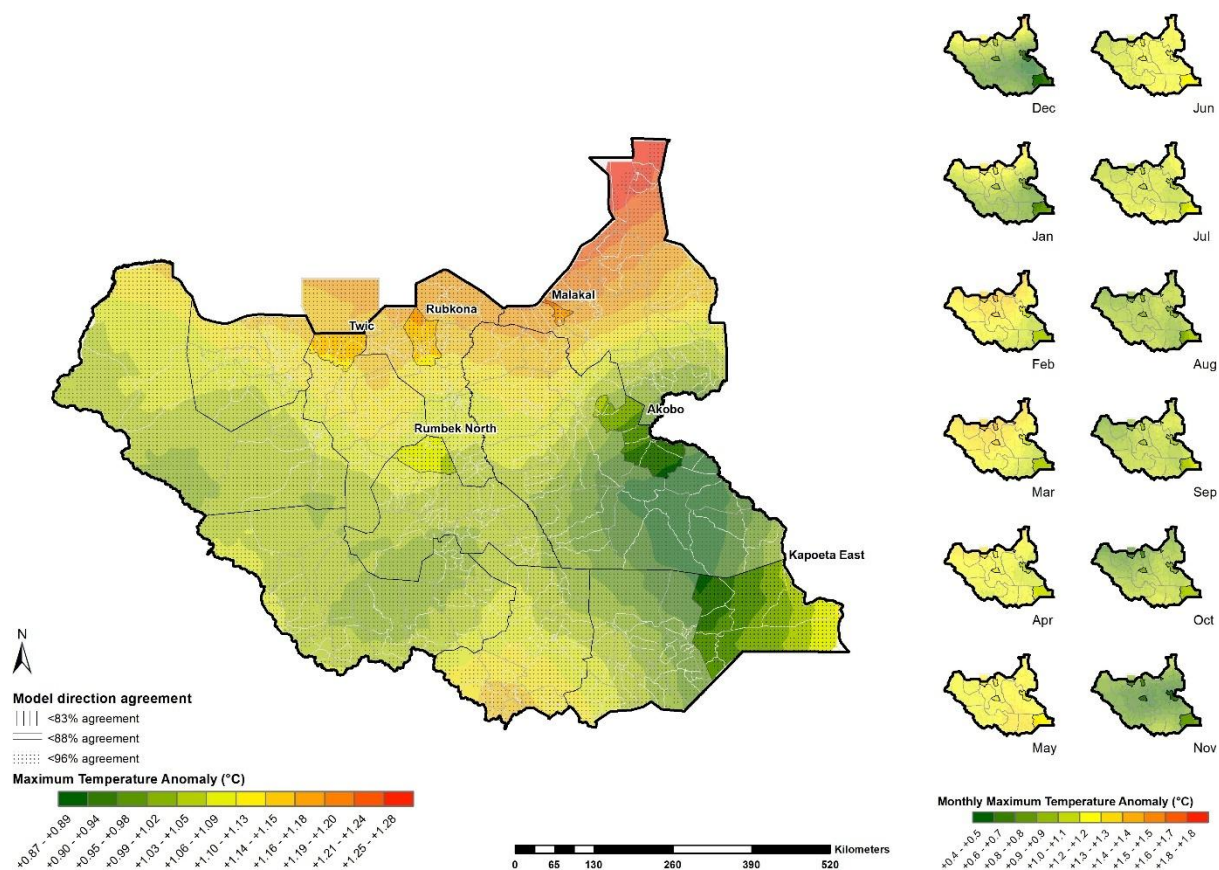 Dec
Jun
Jan
Jul
Feb
Aug
Mar
Sep
Apr
Oct
May
Nov
Malakal
Rubkona
Twic
Akobo
Rumbek North
Kapoeta East
N
Model direction agreement
<83% agreement
<88% agreement
<96% agreement
Maximum Temperature Anomaly (°C)
+0.87 - +0.89
+0.90 - +0.94
+0.95 - +0.98
+0.99 - +1.02
+1.03 - +1.05
+1.06 - +1.09
+1.10 - +1.13
+1.14 - +1.15
+1.16 - +1.18
+1.19 - +1.20
+1.21 - +1.24
+1.25 - +1.28
Kilometers
0 65 130 260 390 520
Monthly Maximum Temperature Anomaly (°C)
+0.4 - +0.5
+0.6 - +0.7
+0.8 - +0.8
+0.9 - +0.9
+1.0 - +1.1
+1.2 - +1.2
+1.3 - +1.3
+1.4 - +1.4
+1.5 - +1.5
+1.6 - +1.6
+1.7 - +1.7
+1.8 - +1.8